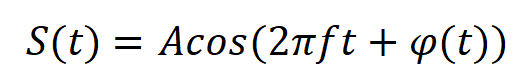 S(t) = Acos(2πft + φ(t))